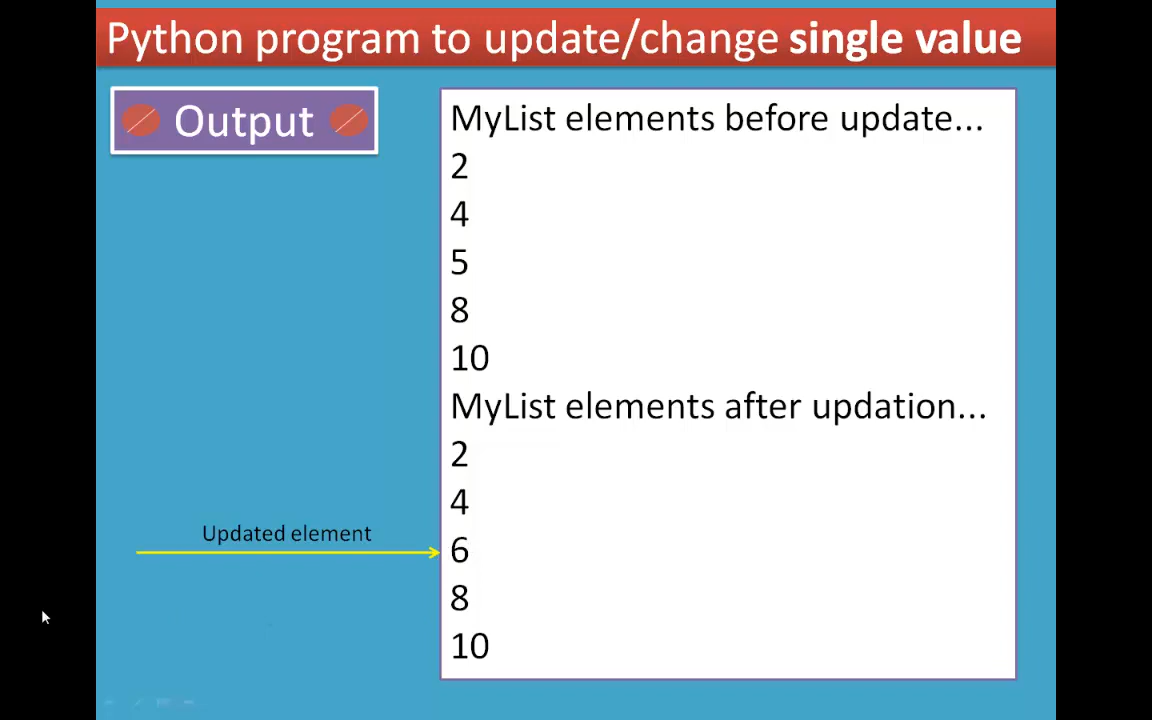 Python program to update/change single value
Output
MyList elements before update...
2
4
5
8
10
MyList elements after updation...
2
4
Updated element
6
8
10